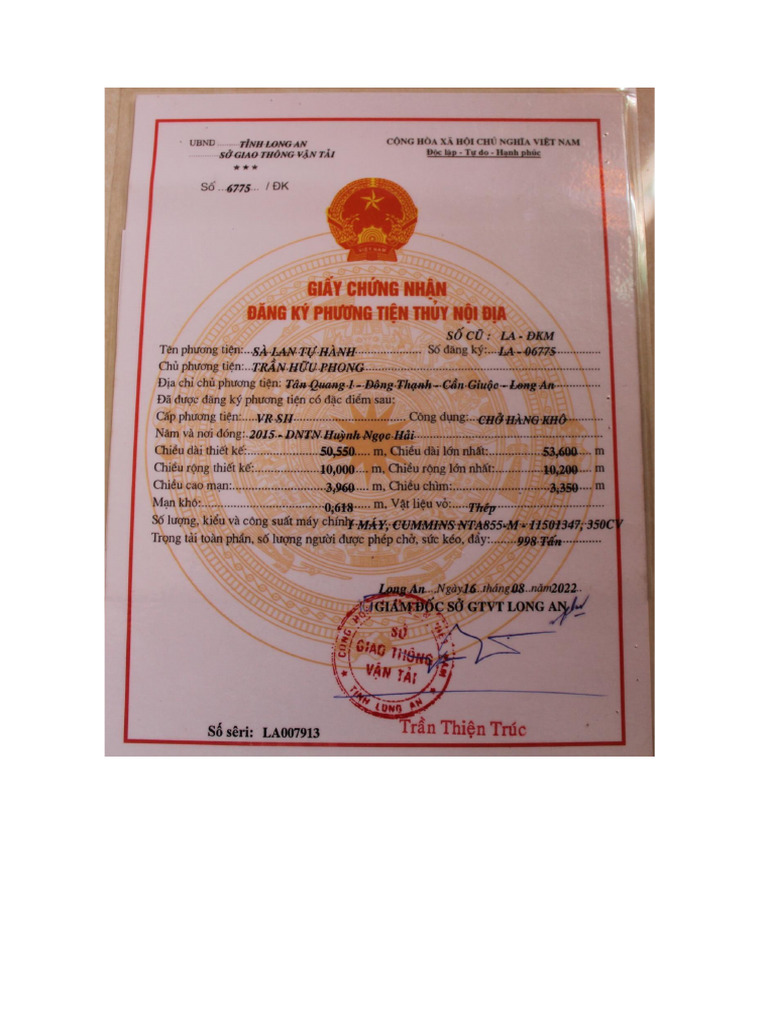 UBND TỈNH LONG AN
SỞ GIAO THÔNG VẬN TẢI
★★★
Số 6775 / ĐK
CỘNG HÒA XÃ HỘI CHỦ NGHĨA VIỆT NAM
Độc lập - Tự do - Hạnh phúc
VIỆT NAM
GIẤY CHỨNG NHẬN
ĐĂNG KÝ PHƯƠNG TIỆN THỦY NỘI ĐỊA
SỐ CŨ : LA - ĐKM
Tên phương tiện: SÀ LAN TỰ HÀNH Số đăng ký: LA - 06775
Chủ phương tiện: TRẦN HỮU PHONG
Địa chỉ chủ phương tiện: Tân Quang 1 - Đông Thạnh - Cần Giuộc - Long An
Đã được đăng ký phương tiện có đặc điểm sau:
Cấp phương tiện: VR SH Công dụng: CHỞ HÀNG KHÔ
Năm và nơi đóng: 2015 - DNTN Huỳnh Ngọc Hải
Chiều dài thiết kế: 50,550 m, Chiều dài lớn nhất: 53,600 m
Chiều rộng thiết kế: 10,000 m, Chiều rộng lớn nhất: 10,200 m
Chiều cao mạn: 3,960 m, Chiều chìm: 3,350 m
Mạn khô: 0,618 m, Vật liệu vỏ: Thép
Số lượng, kiểu và công suất máy chính 1 MÁY, CUMMINS NTA855-M - 11501347, 350CV
Trọng tải toàn phần, số lượng người được phép chở, sức kéo, đẩy: 998 Tấn
Long An, Ngày 16 tháng 08 năm 2022
GIÁM ĐỐC SỞ GTVT LONG AN
SỞ
GIAO THÔNG
VẬN TẢI
★ TỈNH LONG AN ★
Trần Thiện Trúc
Số sêri: LA007913